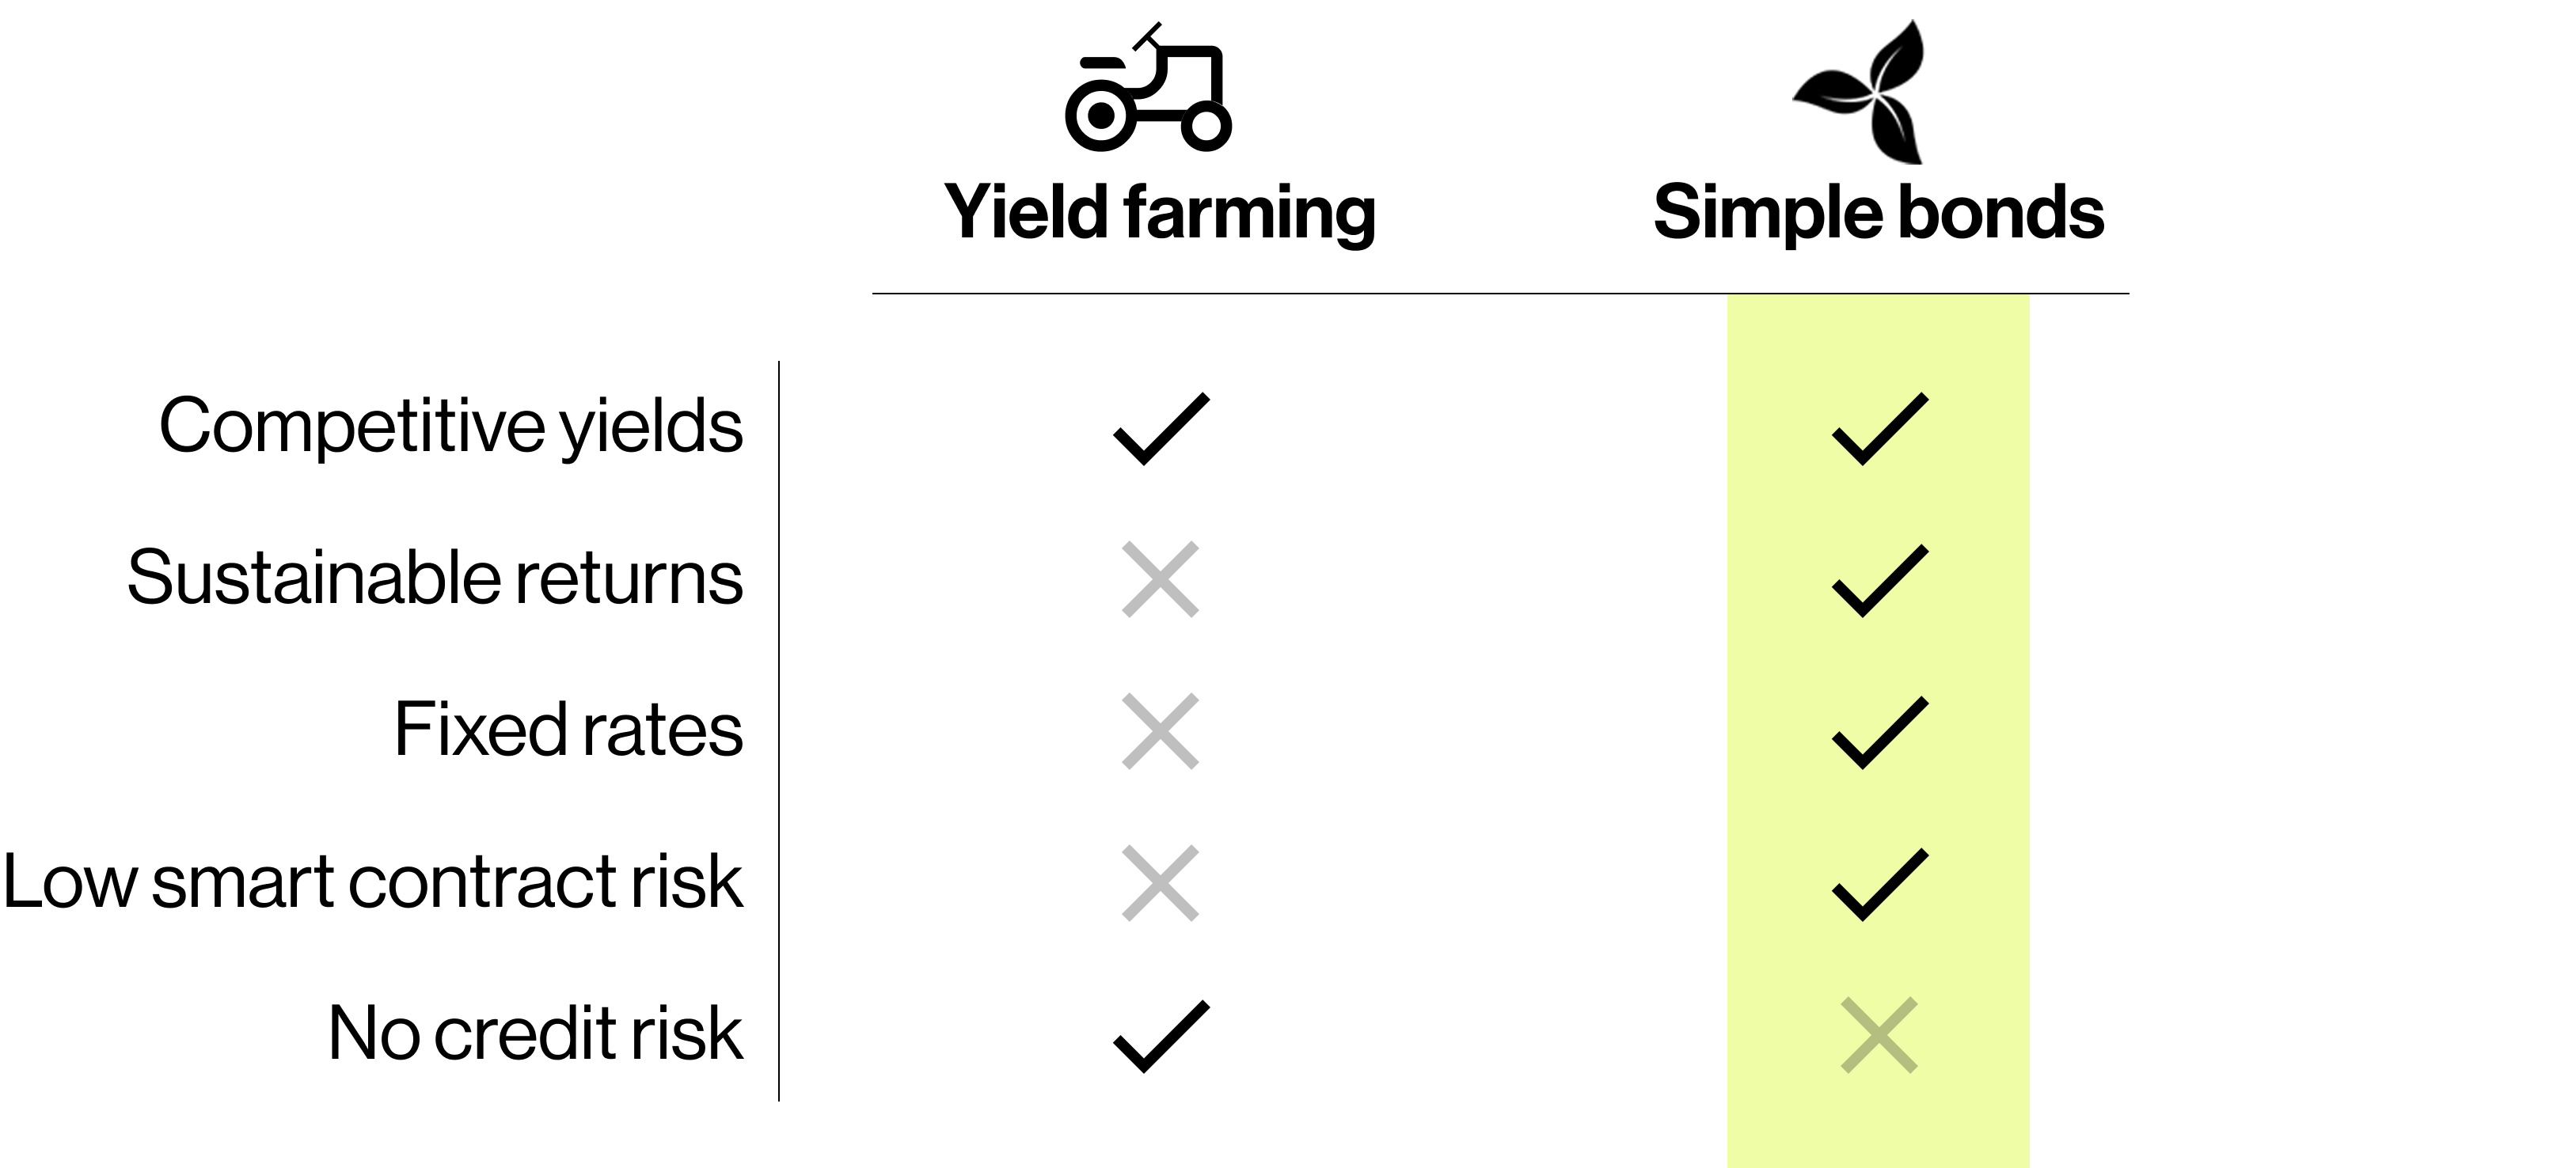 Yield farming
Simple bonds
Competitive yields
Sustainable returns
Fixed rates
Low smart contract risk
No credit risk